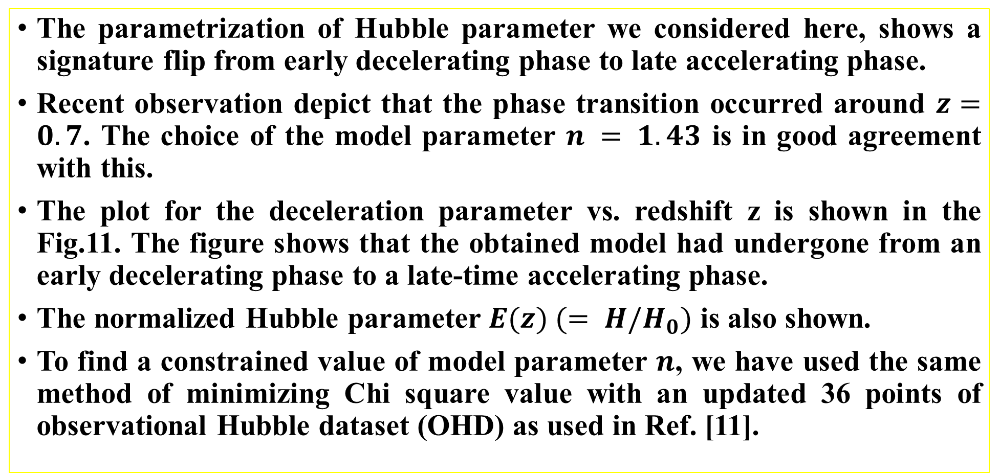 • The parametrization of Hubble parameter we considered here, shows a
signature flip from early decelerating phase to late accelerating phase.
• Recent observation depict that the phase transition occurred around z =
0.7. The choice of the model parameter n = 1.43 is in good agreement
with this.
• The plot for the deceleration parameter vs. redshift z is shown in the
Fig.11. The figure shows that the obtained model had undergone from an
early decelerating phase to a late-time accelerating phase.
• The normalized Hubble parameter E(z) (= H/H₀) is also shown.
• To find a constrained value of model parameter n, we have used the same
method of minimizing Chi square value with an updated 36 points of
observational Hubble dataset (OHD) as used in Ref. [11].